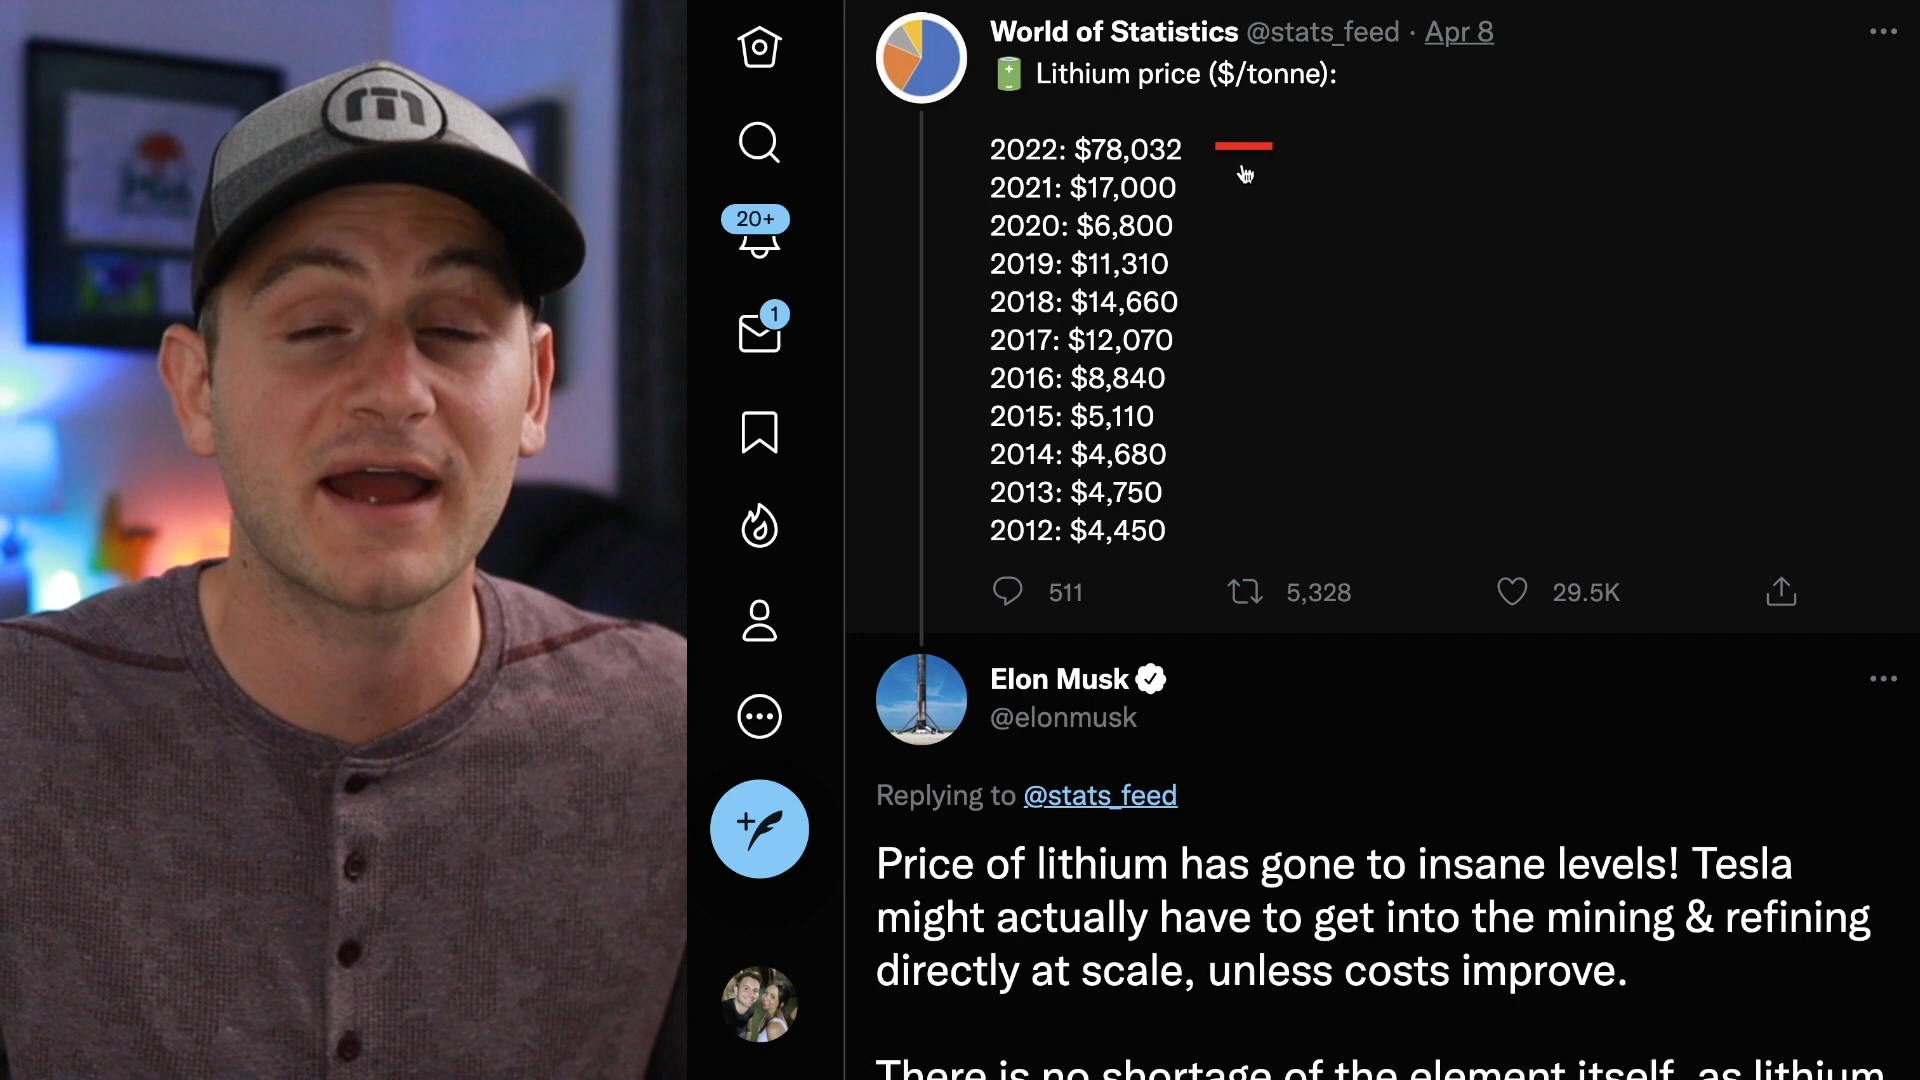 World of Statistics @stats_feed · Apr 8
Lithium price ($/tonne):
2022: $78,032
2021: $17,000
2020: $6,800
2019: $11,310
2018: $14,660
2017: $12,070
2016: $8,840
2015: $5,110
2014: $4,680
2013: $4,750
2012: $4,450
511 5,328 29.5K
20+
1
Elon Musk
@elonmusk
Replying to @stats_feed
Price of lithium has gone to insane levels! Tesla
might actually have to get into the mining & refining
directly at scale, unless costs improve.
There is no shortage of the element itself, as lithium